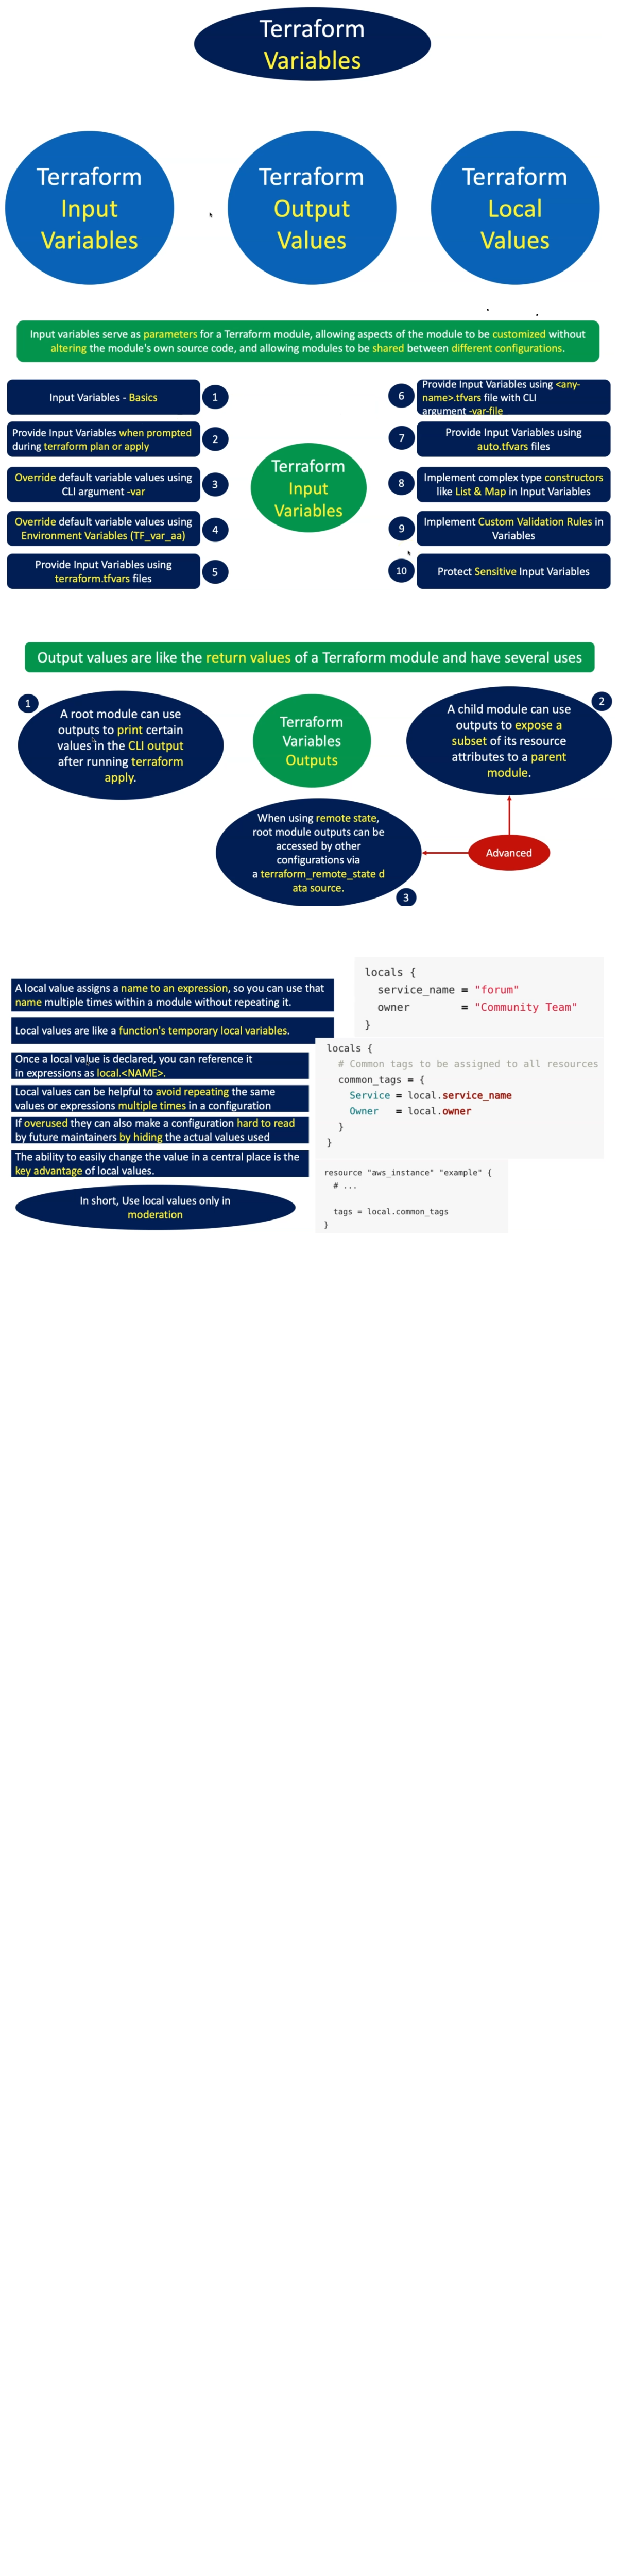 Terraform
Variables
Terraform
Input
Variables
Terraform
Output
Values
Terraform
Local
Values
Input variables serve as parameters for a Terraform module, allowing aspects of the module to be customized without
altering the module's own source code, and allowing modules to be shared between different configurations.
Input Variables - Basics
1
Provide Input Variables when prompted
during terraform plan or apply
2
Override default variable values using
CLI argument -var
3
Override default variable values using
Environment Variables (TF_var_aa)
4
Provide Input Variables using
terraform.tfvars files
5
Terraform
Input
Variables
6
Provide Input Variables using <any-
name>.tfvars file with CLI
argument -var-file
7
Provide Input Variables using
auto.tfvars files
8
Implement complex type constructors
like List & Map in Input Variables
9
Implement Custom Validation Rules in
Variables
10
Protect Sensitive Input Variables
Output values are like the return values of a Terraform module and have several uses
1
A root module can use
outputs to print certain
values in the CLI output
after running terraform
apply.
Terraform
Variables
Outputs
2
A child module can use
outputs to expose a
subset of its resource
attributes to a parent
module.
When using remote state,
root module outputs can be
accessed by other
configurations via
a terraform_remote_state d
ata source.
3
Advanced
A local value assigns a name to an expression, so you can use that
name multiple times within a module without repeating it.
Local values are like a function's temporary local variables.
Once a local value is declared, you can reference it
in expressions as local.<NAME>.
Local values can be helpful to avoid repeating the same
values or expressions multiple times in a configuration
If overused they can also make a configuration hard to read
by future maintainers by hiding the actual values used
The ability to easily change the value in a central place is the
key advantage of local values.
In short, Use local values only in
moderation
locals {
service_name = "forum"
owner = "Community Team"
}
locals {
# Common tags to be assigned to all resources
common_tags = {
Service = local.service_name
Owner = local.owner
}
}
resource "aws_instance" "example" {
# ...
tags = local.common_tags
}